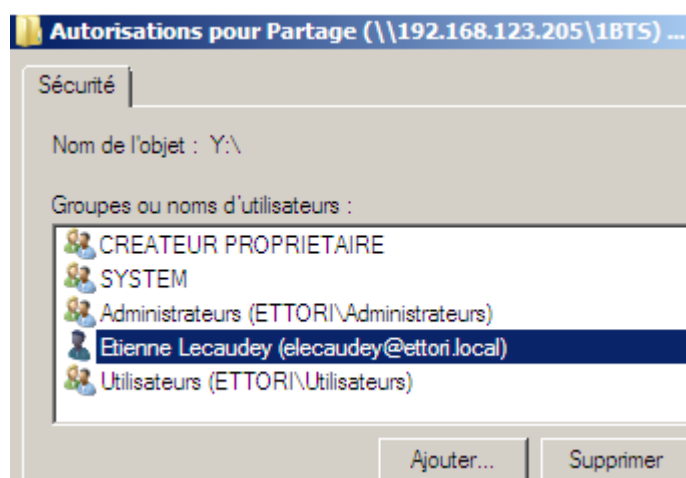 Autorisations pour Partage (\\192.168.123.205\1BTS) ...
Sécurité
Nom de l'objet : Y:\
Groupes ou noms d'utilisateurs :
CREATEUR PROPRIETAIRE
SYSTEM
Administrateurs (ETTORI\Administrateurs)
Etienne Lecaudey (elecaudey@ettori.local)
Utilisateurs (ETTORI\Utilisateurs)
Ajouter... Supprimer